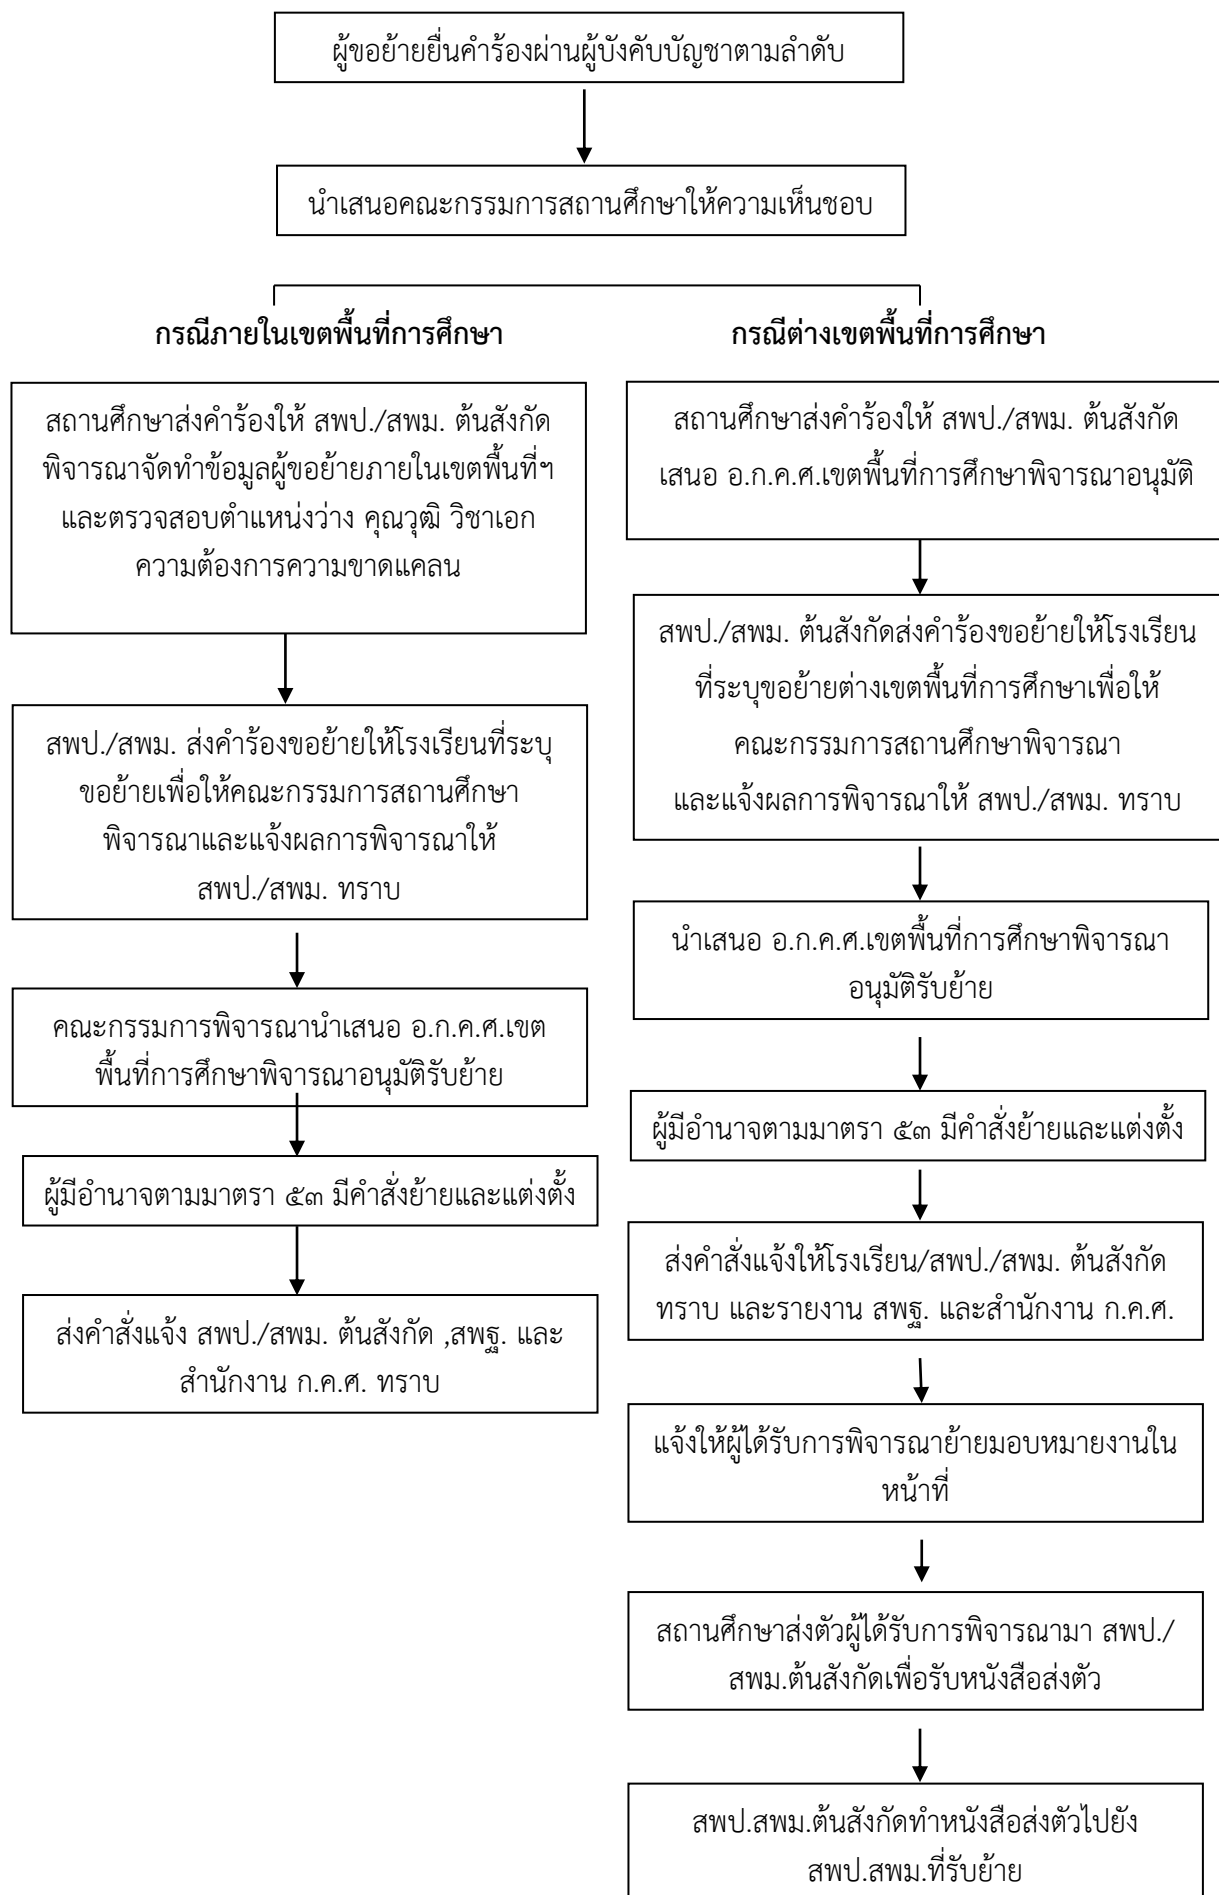 ผู้ขอย้ายยื่นคำร้องผ่านผู้บังคับบัญชาตามลำดับ
นำเสนอคณะกรรมการสถานศึกษาให้ความเห็นชอบ
กรณีภายในเขตพื้นที่การศึกษา
สถานศึกษาส่งคำร้องให้ สพป./สพม. ต้นสังกัด
พิจารณาจัดทำข้อมูลผู้ขอย้ายภายในเขตพื้นที่ฯ
และตรวจสอบตำแหน่งว่าง คุณวุฒิ วิชาเอก
ความต้องการความขาดแคลน
สพป./สพม. ส่งคำร้องขอย้ายให้โรงเรียนที่ระบุ
ขอย้ายเพื่อให้คณะกรรมการสถานศึกษา
พิจารณาและแจ้งผลการพิจารณาให้
สพป./สพม. ทราบ
คณะกรรมการพิจารณานำเสนอ อ.ก.ค.ศ.เขต
พื้นที่การศึกษาพิจารณาอนุมัติรับย้าย
ผู้มีอำนาจตามมาตรา ๕๓ มีคำสั่งย้ายและแต่งตั้ง
ส่งคำสั่งแจ้ง สพป./สพม. ต้นสังกัด ,สพฐ. และ
สำนักงาน ก.ค.ศ. ทราบ
กรณีต่างเขตพื้นที่การศึกษา
สถานศึกษาส่งคำร้องให้ สพป./สพม. ต้นสังกัด
เสนอ อ.ก.ค.ศ.เขตพื้นที่การศึกษาพิจารณาอนุมัติ
สพป./สพม. ต้นสังกัดส่งคำร้องขอย้ายให้โรงเรียน
ที่ระบุขอย้ายต่างเขตพื้นที่การศึกษาเพื่อให้
คณะกรรมการสถานศึกษาพิจารณา
และแจ้งผลการพิจารณาให้ สพป./สพม. ทราบ
นำเสนอ อ.ก.ค.ศ.เขตพื้นที่การศึกษาพิจารณา
อนุมัติรับย้าย
ผู้มีอำนาจตามมาตรา ๕๓ มีคำสั่งย้ายและแต่งตั้ง
ส่งคำสั่งแจ้งให้โรงเรียน/สพป./สพม. ต้นสังกัด
ทราบ และรายงาน สพฐ. และสำนักงาน ก.ค.ศ.
แจ้งให้ผู้ได้รับการพิจารณาย้ายมอบหมายงานใน
หน้าที่
สถานศึกษาส่งตัวผู้ได้รับการพิจารณามา สพป./
สพม.ต้นสังกัดเพื่อรับหนังสือส่งตัว
สพป.สพม.ต้นสังกัดทำหนังสือส่งตัวไปยัง
สพป.สพม.ที่รับย้าย